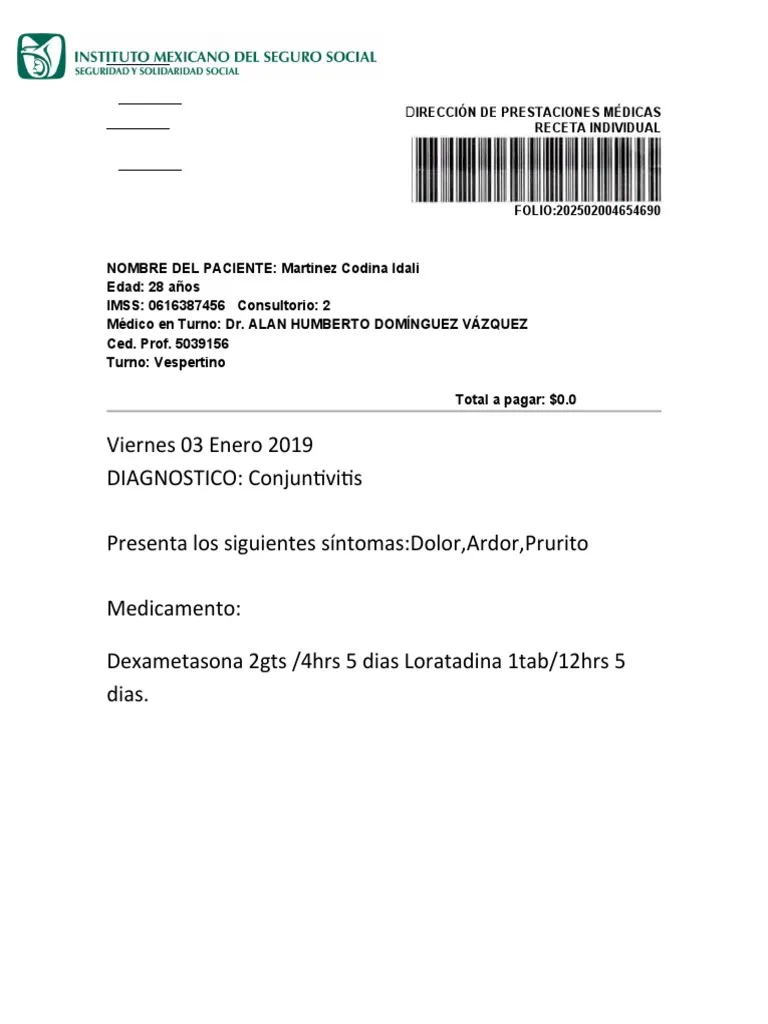 INSTITUTO MEXICANO DEL SEGURO SOCIAL
SEGURIDAD Y SOLIDARIDAD SOCIAL
DIRECCIÓN DE PRESTACIONES MÉDICAS
RECETA INDIVIDUAL
FOLIO:202502004654690
NOMBRE DEL PACIENTE: Martinez Codina Idali
Edad: 28 años
IMSS: 0616387456 Consultorio: 2
Médico en Turno: Dr. ALAN HUMBERTO DOMÍNGUEZ VÁZQUEZ
Ced. Prof. 5039156
Turno: Vespertino
Total a pagar: $0.0
Viernes 03 Enero 2019
DIAGNOSTICO: Conjuntivitis
Presenta los siguientes síntomas:Dolor,Ardor,Prurito
Medicamento:
Dexametasona 2gts /4hrs 5 dias Loratadina 1tab/12hrs 5
dias.